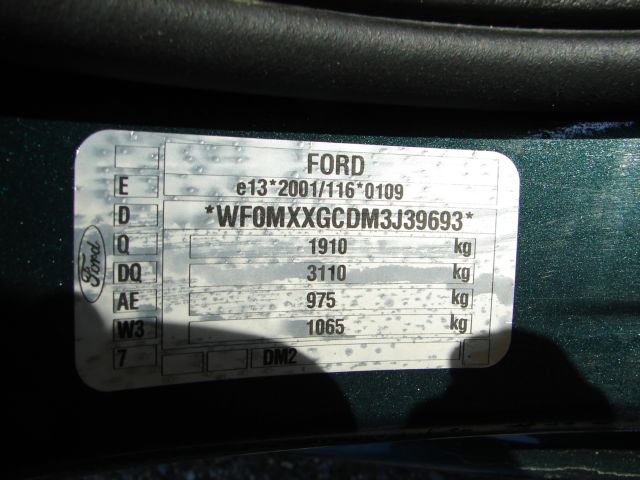 FORD
E e13*2001/116*0109
D *WF0MXXGCDM3J39693*
Q 1910 kg
DQ 3110 kg
AE 975 kg
W3 1065 kg
7 DM2
Ford